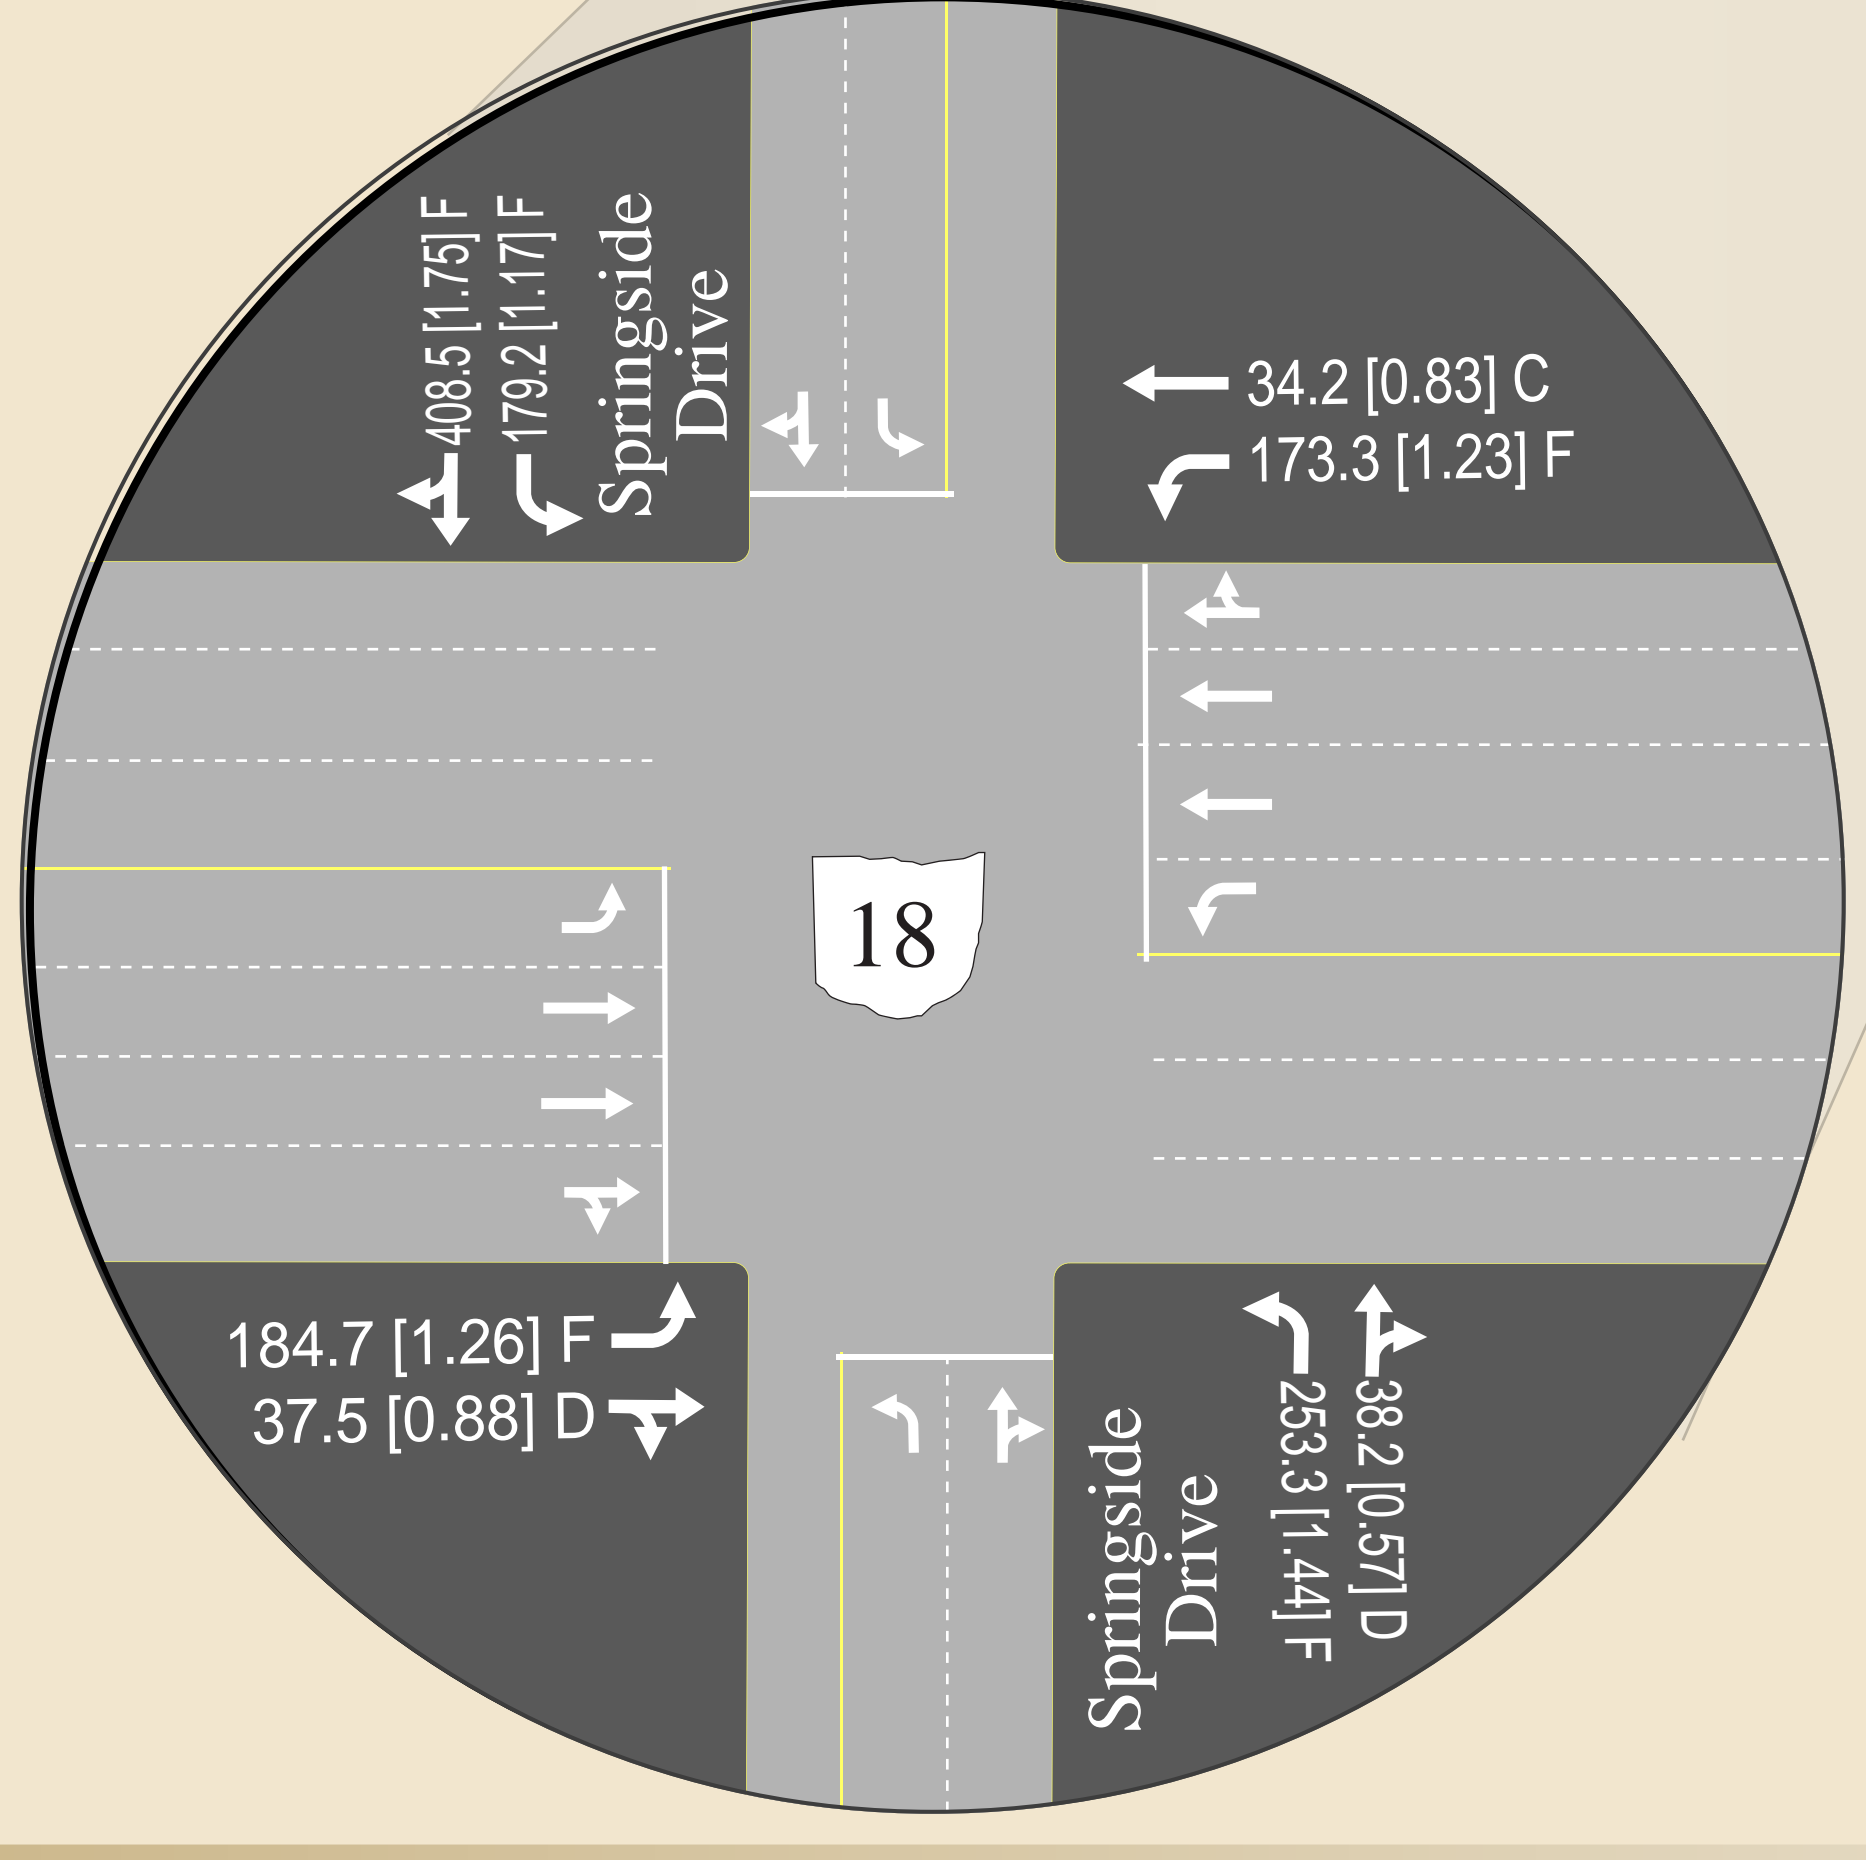 408.5 [1.75] F
179.2 [1.17] F
Springside
Drive
34.2 [0.83] C
173.3 [1.23] F
18
184.7 [1.26] F
37.5 [0.88] D
Springside
Drive
253.3 [1.44] F
38.2 [0.57] D